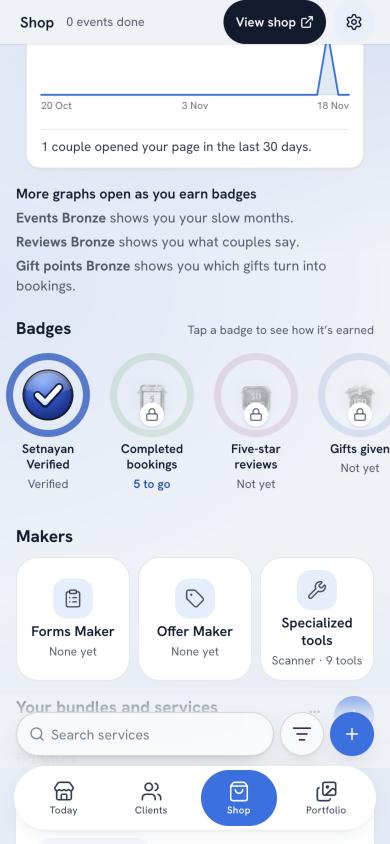 Shop 0 events done View shop
20 Oct 3 Nov 18 Nov
1 couple opened your page in the last 30 days.
More graphs open as you earn badges
Events Bronze shows you your slow months.
Reviews Bronze shows you what couples say.
Gift points Bronze shows you which gifts turn into
bookings.
Badges Tap a badge to see how it's earned
Setnayan
Verified
Verified
Completed
bookings
5 to go
Five-star
reviews
Not yet
Gifts given
Not yet
Makers
Forms Maker
None yet
Offer Maker
None yet
Specialized
tools
Scanner · 9 tools
Your bundles and services
Search services
Today Clients Shop Portfolio